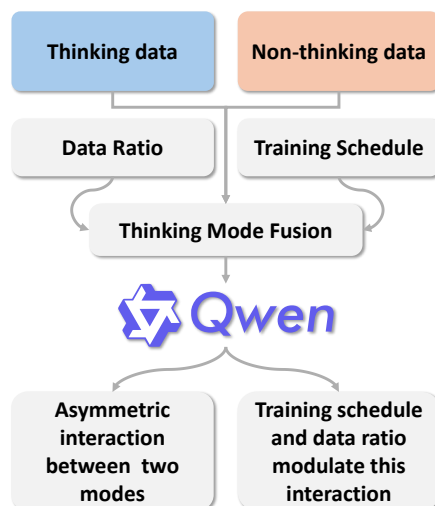 Thinking data
Non-thinking data
Data Ratio
Training Schedule
Thinking Mode Fusion
Qwen
Asymmetric
interaction
between two
modes
Training schedule
and data ratio
modulate this
interaction